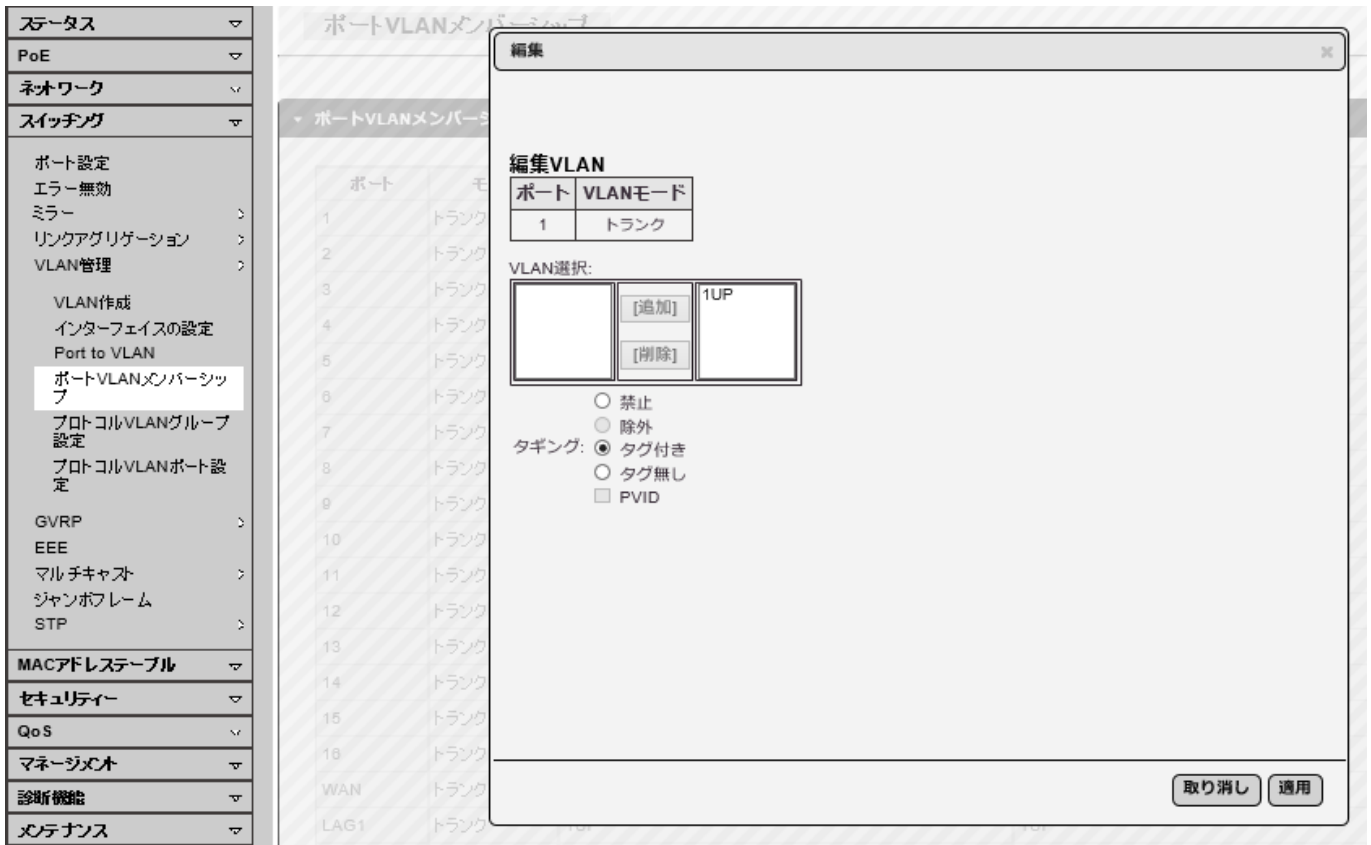 ステータス
PoE
ネットワーク
スイッチング
ポート設定
エラー無効
ミラー
リンクアグリゲーション
VLAN管理
VLAN作成
インターフェイスの設定
Port to VLAN
ポートVLANメンバーシッ
プ
プロトコルVLANグループ
設定
プロトコルVLANポート設
定
GVRP
EEE
マルチキャスト
ジャンボフレーム
STP
MACアドレステーブル
セキュリティー
QoS
マネージメント
診断機能
メンテナンス
ポートVLANメンバーシップ
ポートVLANメンバーシ
ポート モ
1 トランク
2 トランク
3 トランク
4 トランク
5 トランク
6 トランク
7 トランク
8 トランク
9 トランク
10 トランク
11 トランク
12 トランク
13 トランク
14 トランク
15 トランク
16 トランク
WAN トランク
LAG1 トランク
編集
編集VLAN
ポート VLANモード
1 トランク
VLAN選択:
[追加]
[削除]
1UP
タギング:
禁止
除外
タグ付き
タグ無し
PVID
取り消し 適用